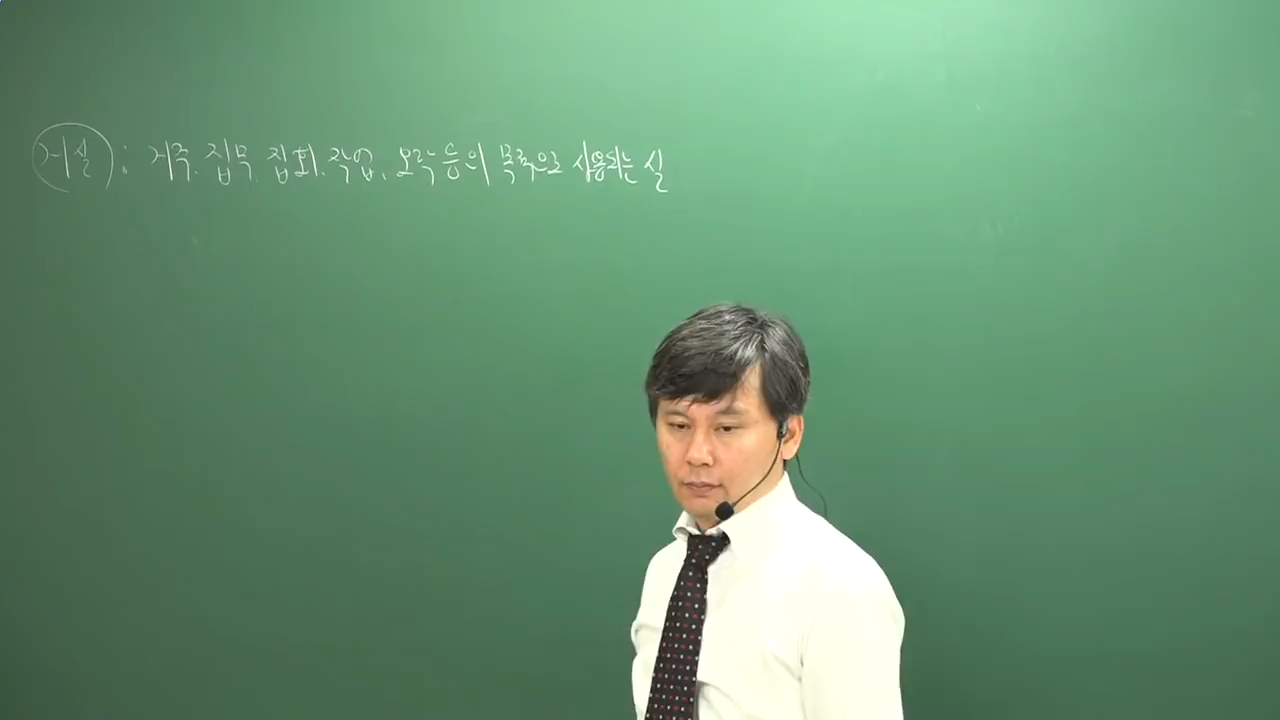 거실 : 거주. 집무. 집회. 작업, 오락 등의 목적으로 사용되는 실